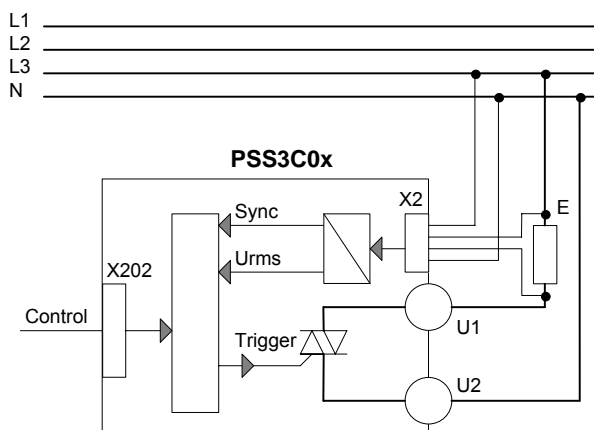 L1
L2
L3
N
PSS3C0x
X2
E
Sync
Urms
X202
Control
Trigger
U1
U2